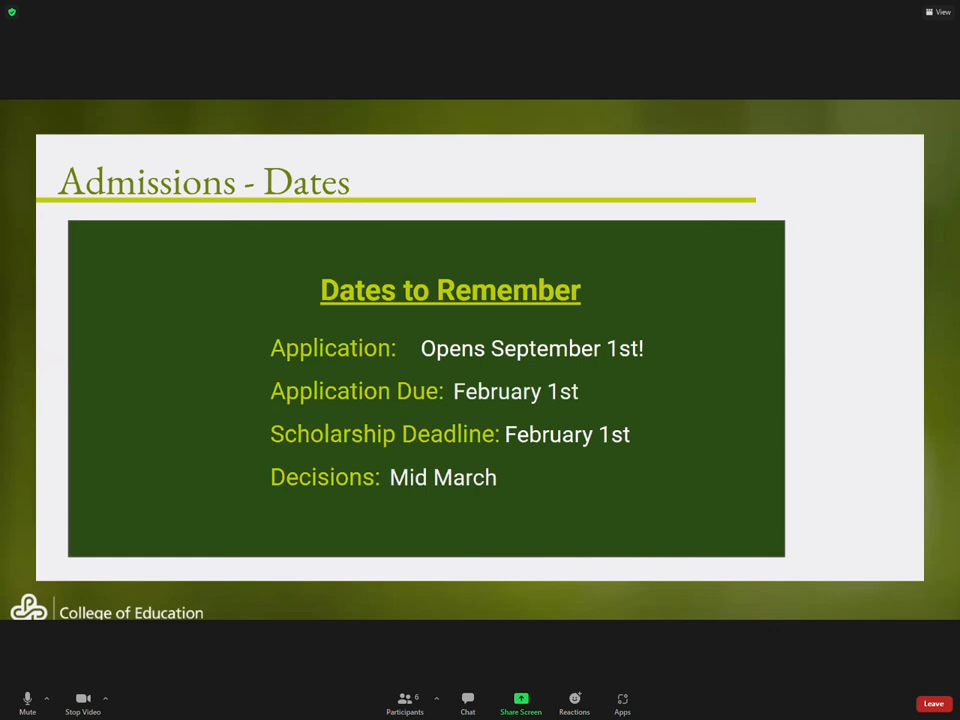 View
Admissions - Dates
Dates to Remember
Application: Opens September 1st!
Application Due: February 1st
Scholarship Deadline: February 1st
Decisions: Mid March
College of Education
Mute
Stop Video
Participants 6
Chat
Share Screen
Reactions
Apps
Leave